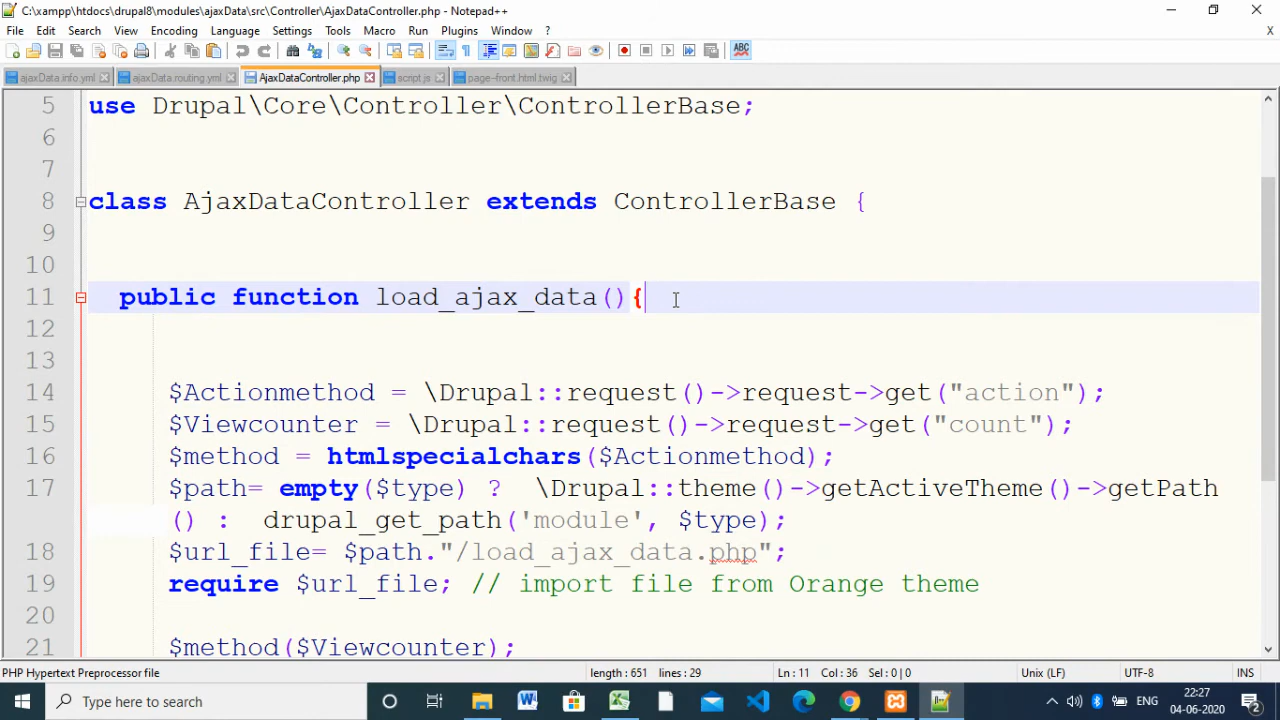 C:\xampp\htdocs\drupal8\modules\ajaxData\src\Controller\AjaxDataController.php - Notepad++
File Edit Search View Encoding Language Settings Tools Macro Run Plugins Window ? X
ABC
ajaxData.info.yml ajaxData.routing.yml AjaxDataController.php script.js page-front.html.twig
5 use Drupal\Core\Controller\ControllerBase;
6
7
8 class AjaxDataController extends ControllerBase {
9
10
11 public function load_ajax_data(){
12
13
14 $Actionmethod = \Drupal::request()->request->get("action");
15 $Viewcounter = \Drupal::request()->request->get("count");
16 $method = htmlspecialchars($Actionmethod);
17 $path= empty($type) ? \Drupal::theme()->getActiveTheme()->getPath
() : drupal_get_path('module', $type);
18 $url_file= $path."/load_ajax_data.php";
19 require $url_file; // import file from Orange theme
20
21 $method($Viewcounter);
PHP Hypertext Preprocessor file length : 651 lines : 29 Ln : 11 Col : 36 Sel : 0 | 0 Unix (LF) UTF-8 INS
Type here to search ENG 22:27
04-06-2020 2